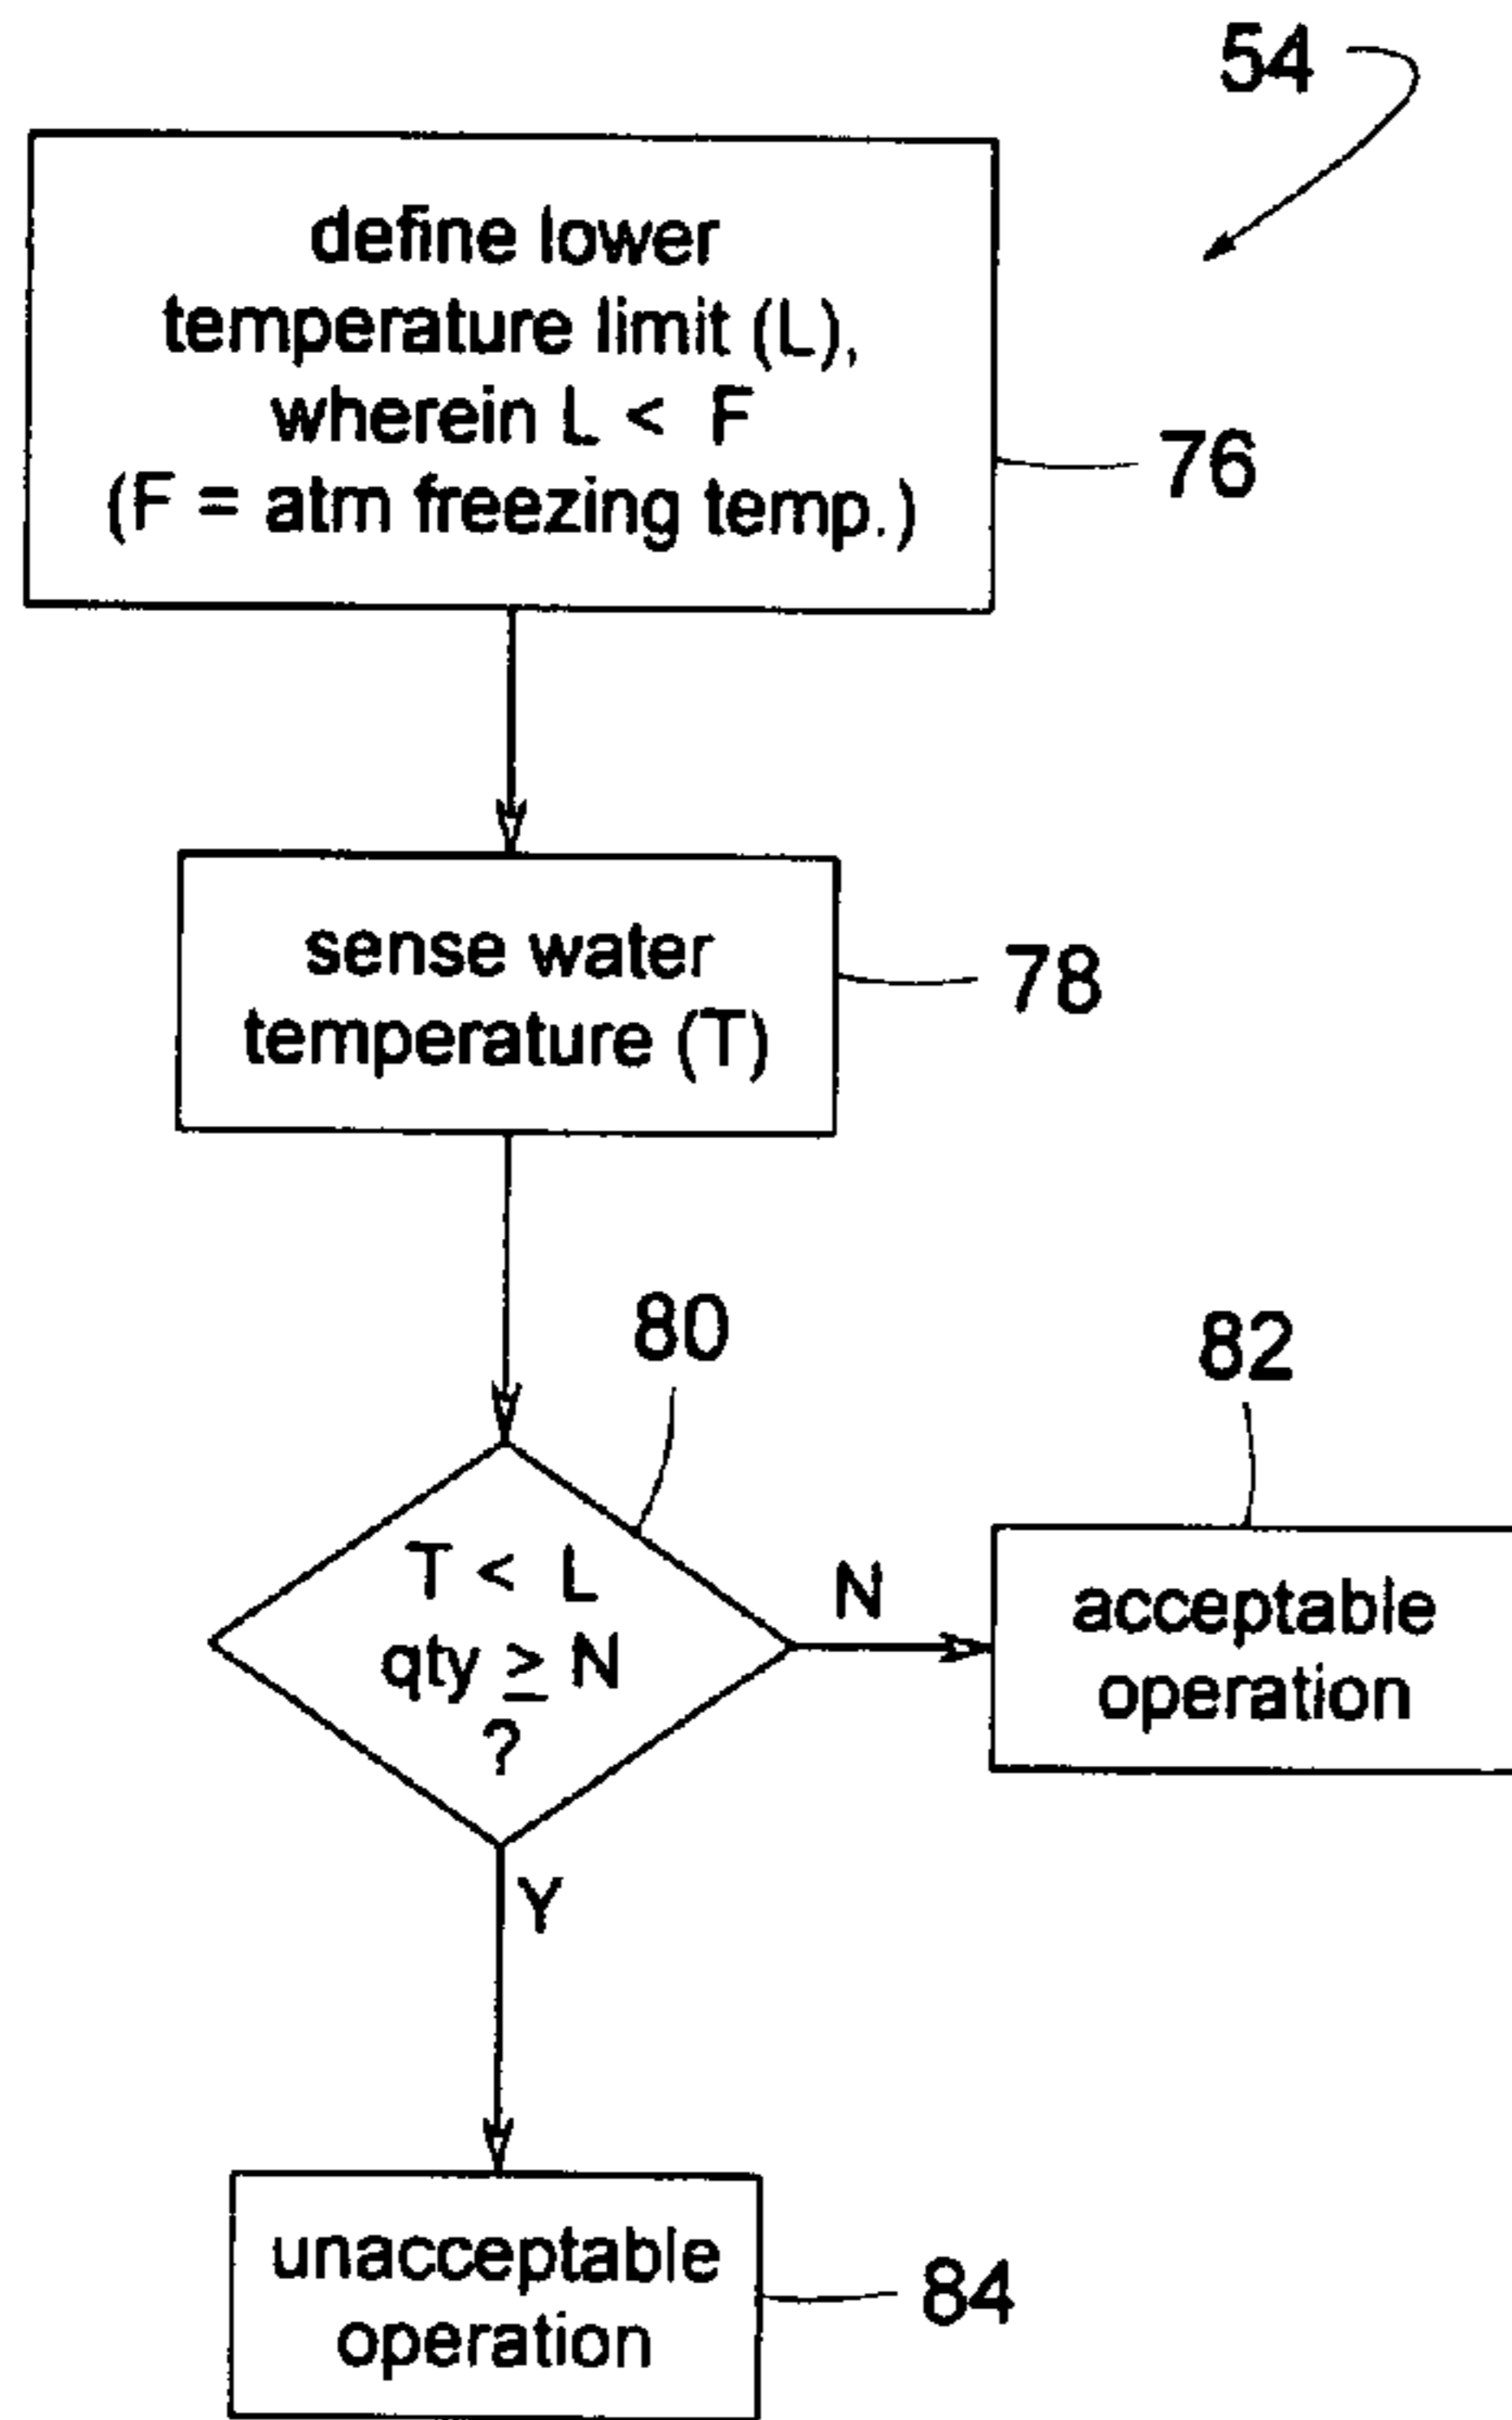 54
define lower
temperature limit (L),
wherein L < F
(F = atm freezing temp.)
76
sense water
temperature (T)
78
80
82
T < L
qty ≥ N
?
N
acceptable
operation
Y
unacceptable
operation
84